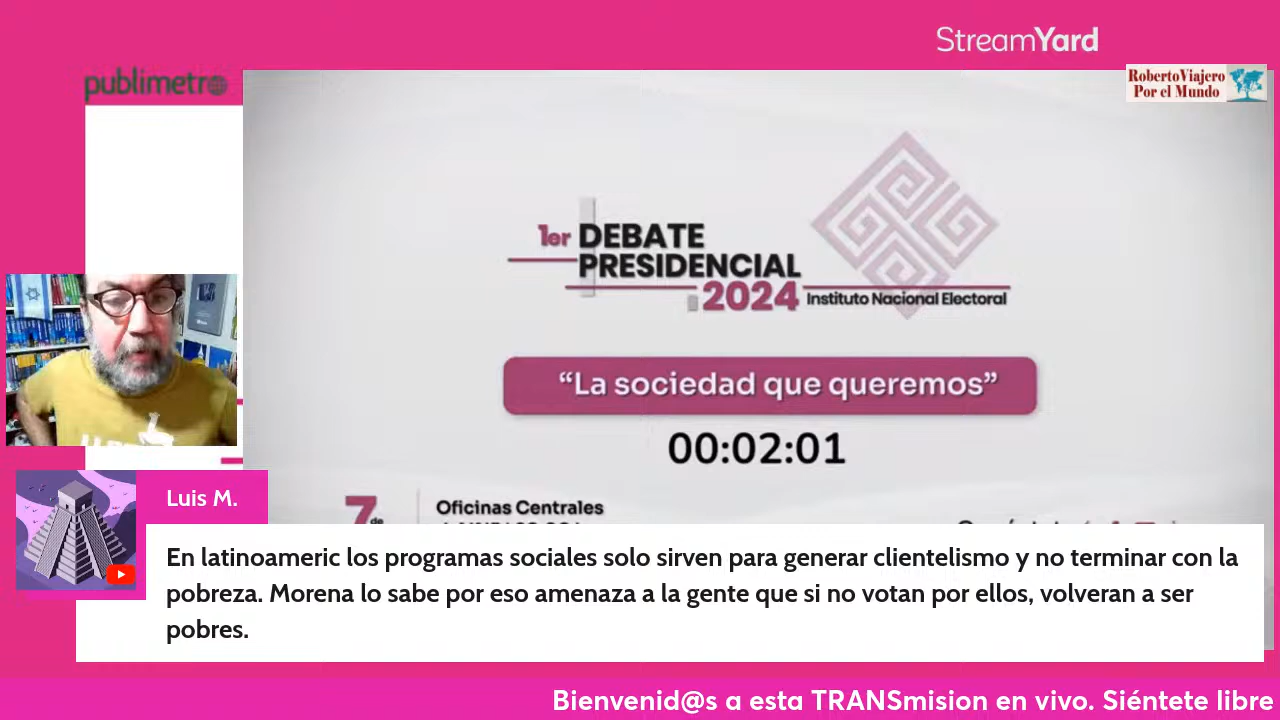 StreamYard
publimetro
RobertoViajero
Por el Mundo
1er DEBATE
PRESIDENCIAL
2024 Instituto Nacional Electoral
“La sociedad que queremos”
00:02:01
7 de
Oficinas Centrales
Luis M.
En latinoameric los programas sociales solo sirven para generar clientelismo y no terminar con la
pobreza. Morena lo sabe por eso amenaza a la gente que si no votan por ellos, volveran a ser
pobres.
Bienvenid@s a esta TRANSmision en vivo. Siéntete libre